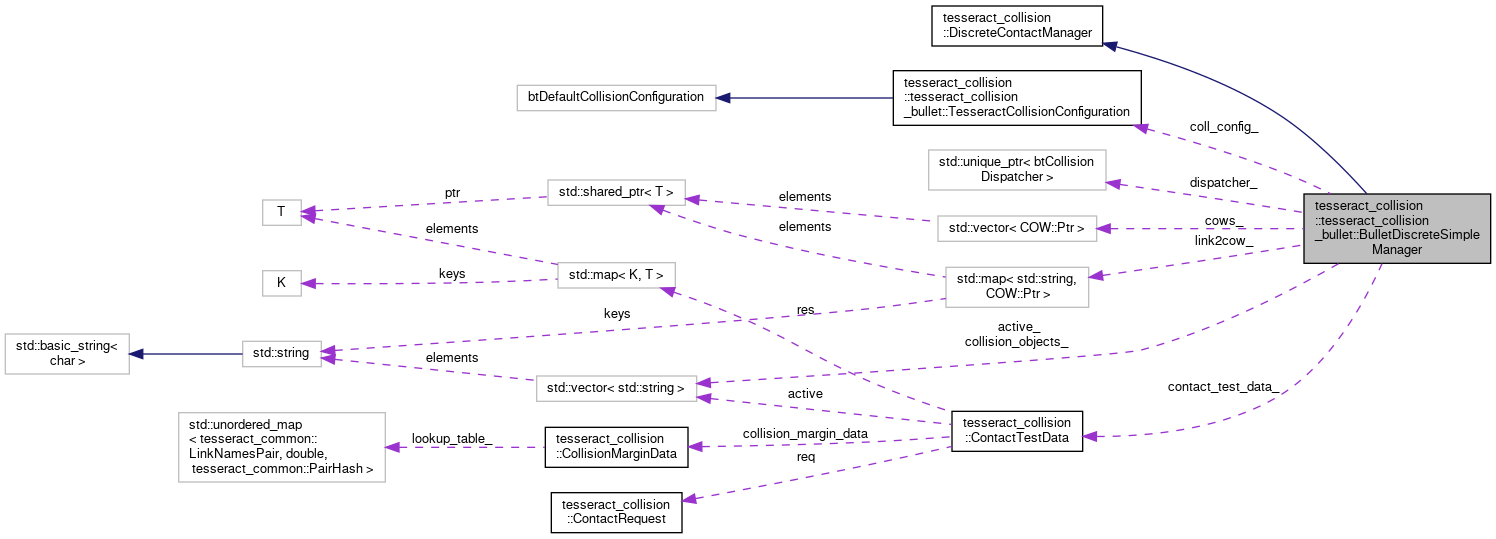 tesseract_collision
::DiscreteContactManager
btDefaultCollisionConfiguration
tesseract_collision
::tesseract_collision
_bullet::TesseractCollisionConfiguration
coll_config_
std::unique_ptr< btCollision
Dispatcher >
dispatcher_
tesseract_collision
::tesseract_collision
_bullet::BulletDiscreteSimple
Manager
T
ptr
std::shared_ptr< T >
elements
std::vector< COW::Ptr >
cows_
elements
elements
link2cow_
K
keys
std::map< K, T >
std::map< std::string,
COW::Ptr >
keys
res
std::basic_string<
char >
std::string
active_
collision_objects_
elements
std::vector< std::string >
active
contact_test_data_
std::unordered_map
< tesseract_common::
LinkNamesPair, double,
tesseract_common::PairHash >
lookup_table_
tesseract_collision
::CollisionMarginData
collision_margin_data
tesseract_collision
::ContactTestData
req
tesseract_collision
::ContactRequest